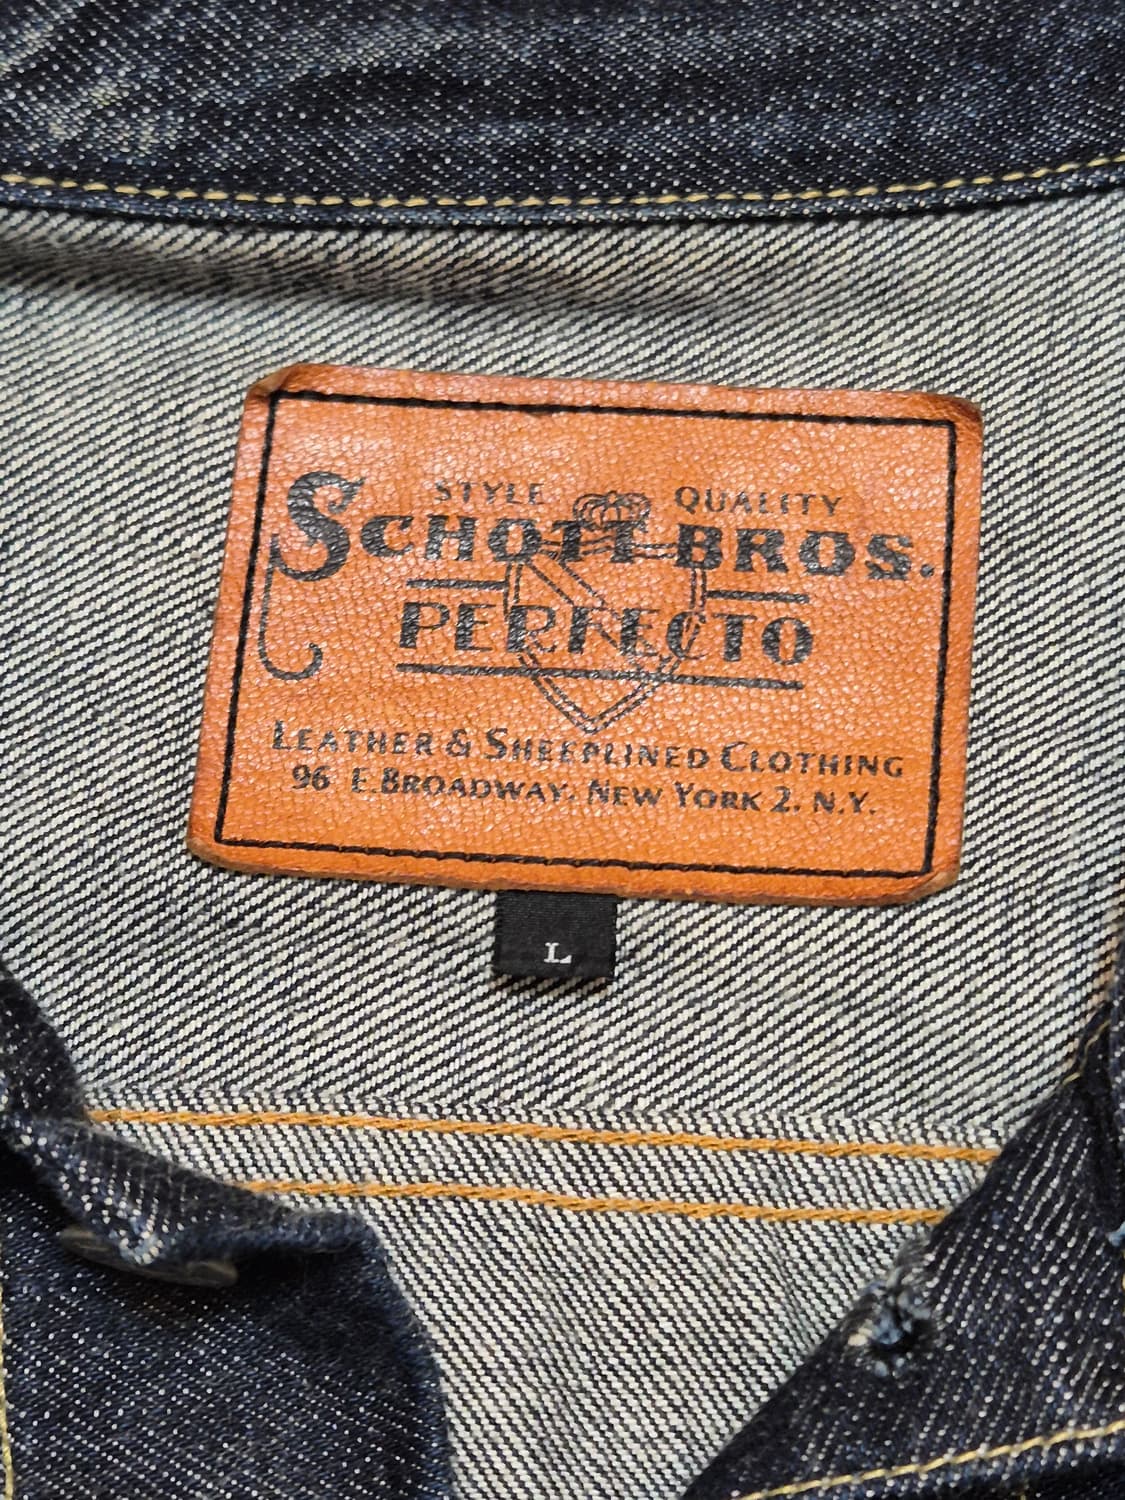 STYLE QUALITY
SCHOTT BROS.
PERFECTO
LEATHER & SHEEPLINED CLOTHING
96 E. BROADWAY. NEW YORK 2. N.Y.
L